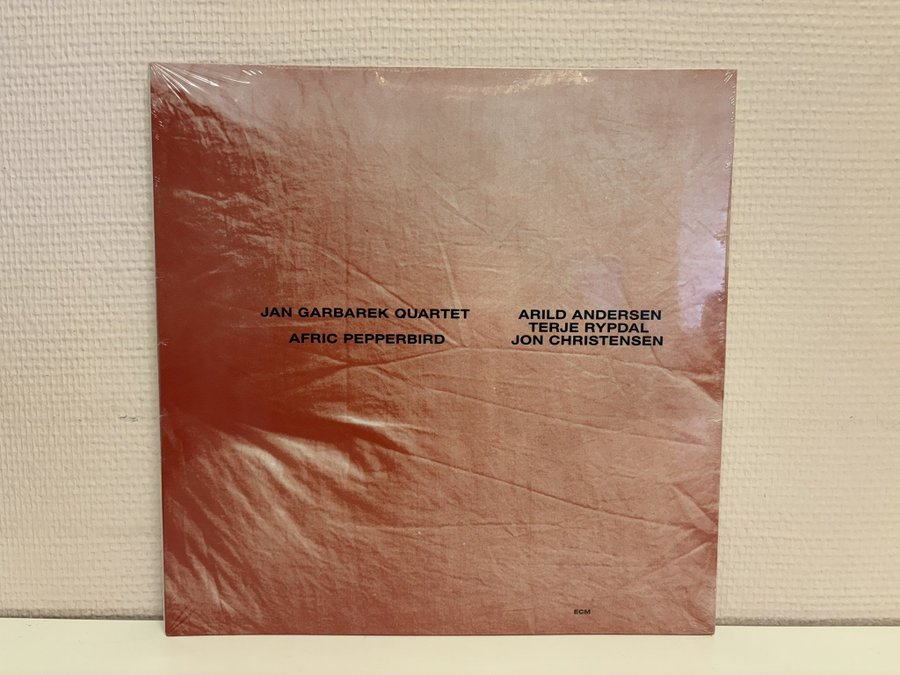 JAN GARBAREK QUARTET
AFRIC PEPPERBIRD
ARILD ANDERSEN
TERJE RYPDAL
JON CHRISTENSEN
ECM